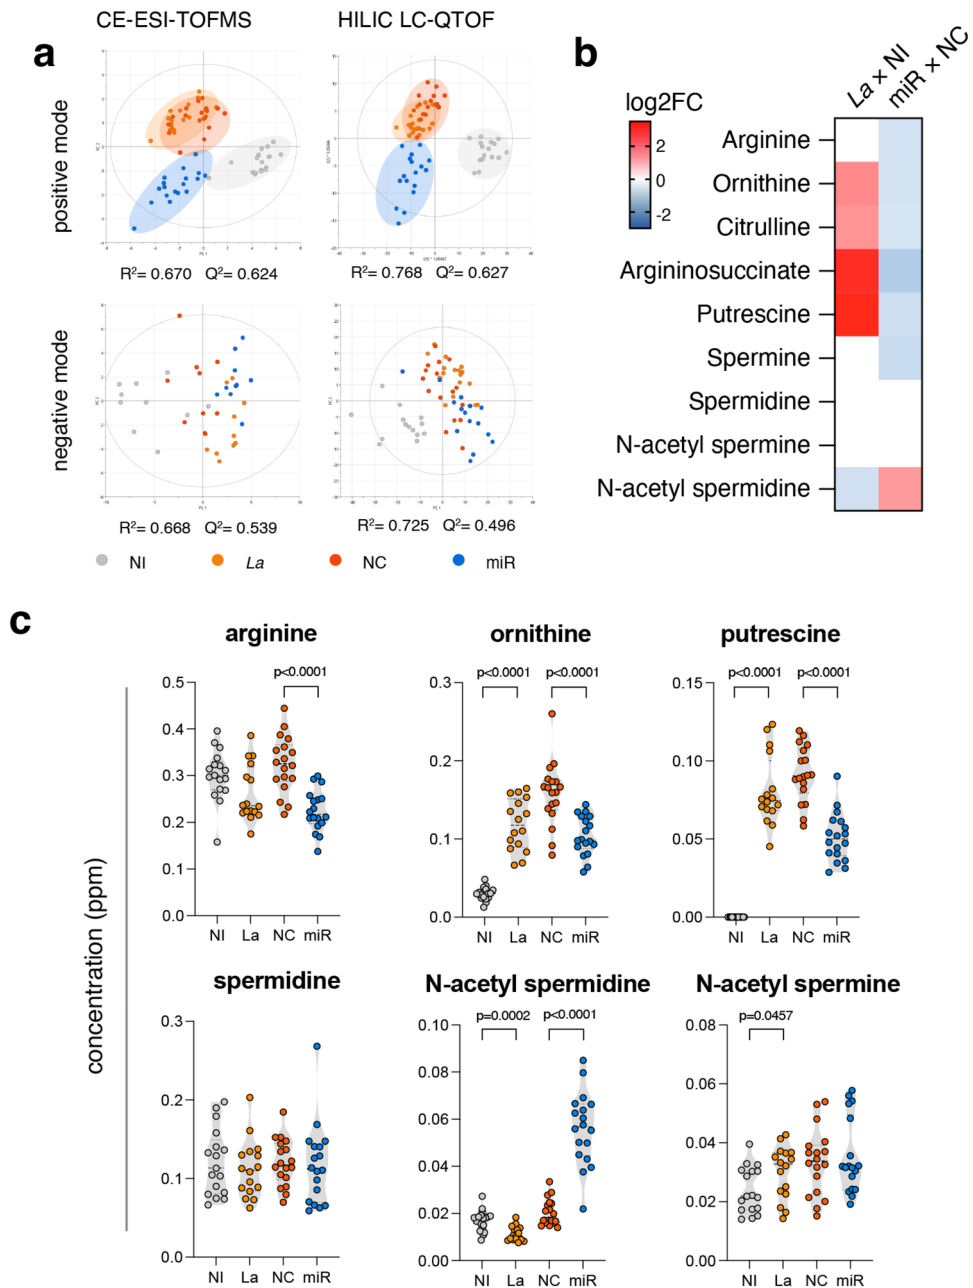 CE-ESI-TOFMS
HILIC LC-QTOF
a
positive mode
R²= 0.670 Q²= 0.624
R²= 0.768 Q²= 0.627
negative mode
R²= 0.668 Q²= 0.539
R²= 0.725 Q²= 0.496
NI
La
NC
miR
b
La × NI
miR × NC
log2FC
2
0
-2
Arginine
Ornithine
Citrulline
Argininosuccinate
Putrescine
Spermine
Spermidine
N-acetyl spermine
N-acetyl spermidine
c
concentration (ppm)
arginine
p<0.0001
0.5
0.4
0.3
0.2
0.1
0.0
NI La NC miR
ornithine
p<0.0001 p<0.0001
0.3
0.2
0.1
0.0
NI La NC miR
putrescine
p<0.0001 p<0.0001
0.15
0.10
0.05
0.00
NI La NC miR
spermidine
0.3
0.2
0.1
0.0
NI La NC miR
N-acetyl spermidine
p=0.0002 p<0.0001
0.10
0.08
0.06
0.04
0.02
0.00
NI La NC miR
N-acetyl spermine
p=0.0457
0.08
0.06
0.04
0.02
0.00
NI La NC miR